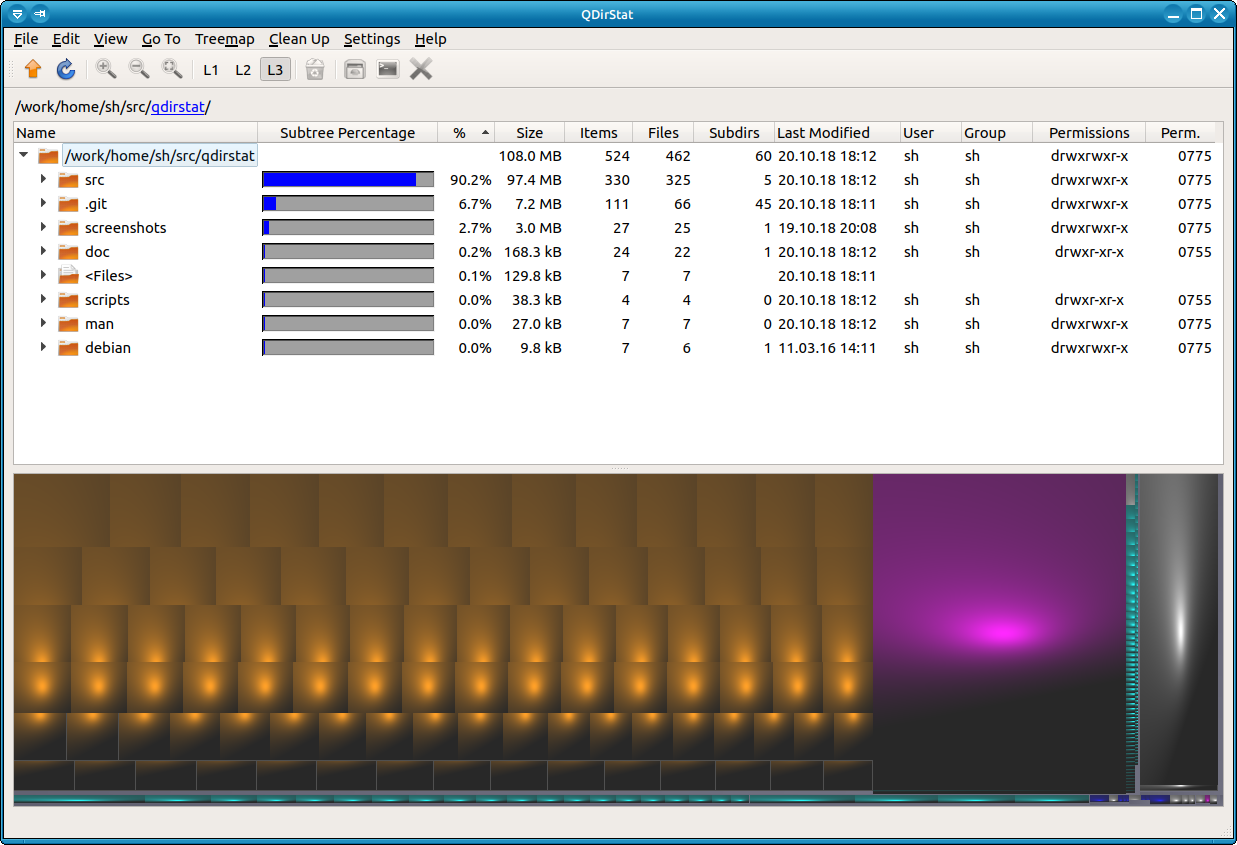 QDirStat
File Edit View Go To Treemap Clean Up Settings Help
L1 L2 L3
/work/home/sh/src/qdirstat/
Name Subtree Percentage % Size Items Files Subdirs Last Modified User Group Permissions Perm.
/work/home/sh/src/qdirstat 108.0 MB 524 462 60 20.10.18 18:12 sh sh drwxrwxr-x 0775
src 90.2% 97.4 MB 330 325 5 20.10.18 18:12 sh sh drwxrwxr-x 0775
.git 6.7% 7.2 MB 111 66 45 20.10.18 18:11 sh sh drwxrwxr-x 0775
screenshots 2.7% 3.0 MB 27 25 1 19.10.18 20:08 sh sh drwxrwxr-x 0775
doc 0.2% 168.3 kB 24 22 1 20.10.18 18:12 sh sh drwxr-xr-x 0755
<Files> 0.1% 129.8 kB 7 7 20.10.18 18:11
scripts 0.0% 38.3 kB 4 4 0 20.10.18 18:12 sh sh drwxr-xr-x 0755
man 0.0% 27.0 kB 7 7 0 20.10.18 18:12 sh sh drwxrwxr-x 0775
debian 0.0% 9.8 kB 7 6 1 11.03.16 14:11 sh sh drwxrwxr-x 0775